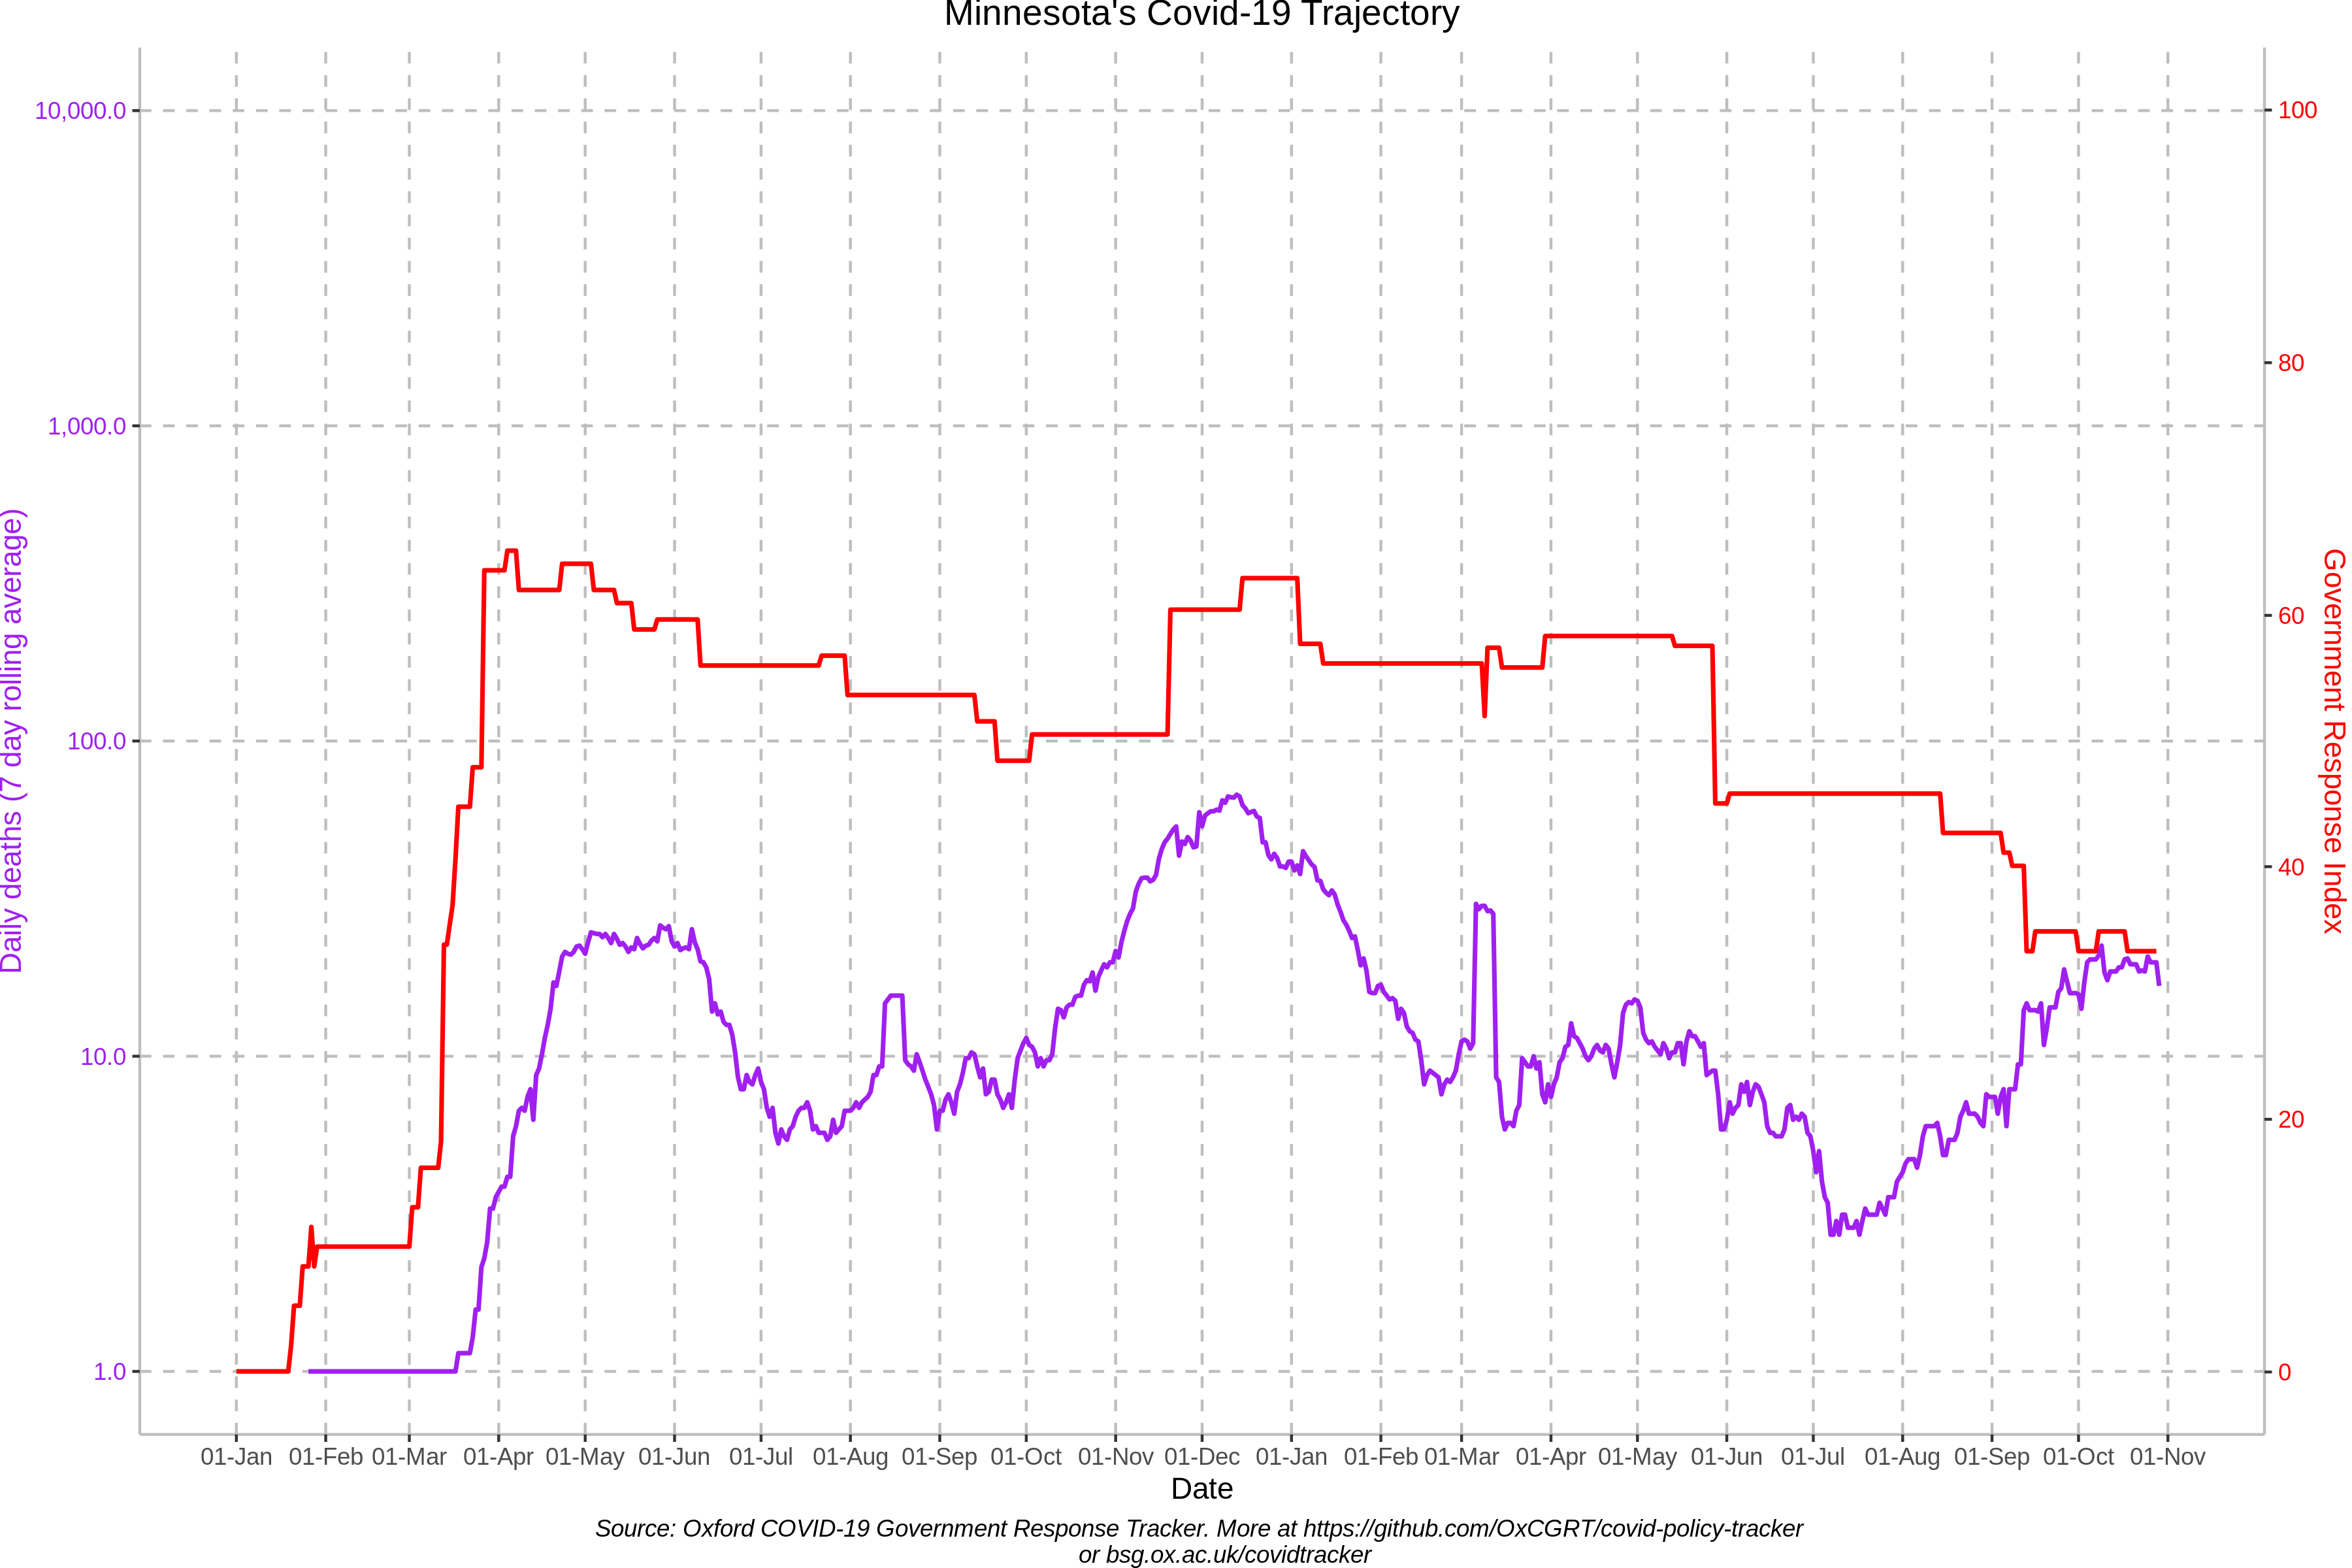 Minnesota's Covid-19 Trajectory
10,000.0
1,000.0
100.0
10.0
1.0
Daily deaths (7 day rolling average)
100
80
60
40
20
0
Government Response Index
01-Jan 01-Feb 01-Mar 01-Apr 01-May 01-Jun 01-Jul 01-Aug 01-Sep 01-Oct 01-Nov 01-Dec 01-Jan 01-Feb 01-Mar 01-Apr 01-May 01-Jun 01-Jul 01-Aug 01-Sep 01-Oct 01-Nov
Date
Source: Oxford COVID-19 Government Response Tracker. More at https://github.com/OxCGRT/covid-policy-tracker
or bsg.ox.ac.uk/covidtracker